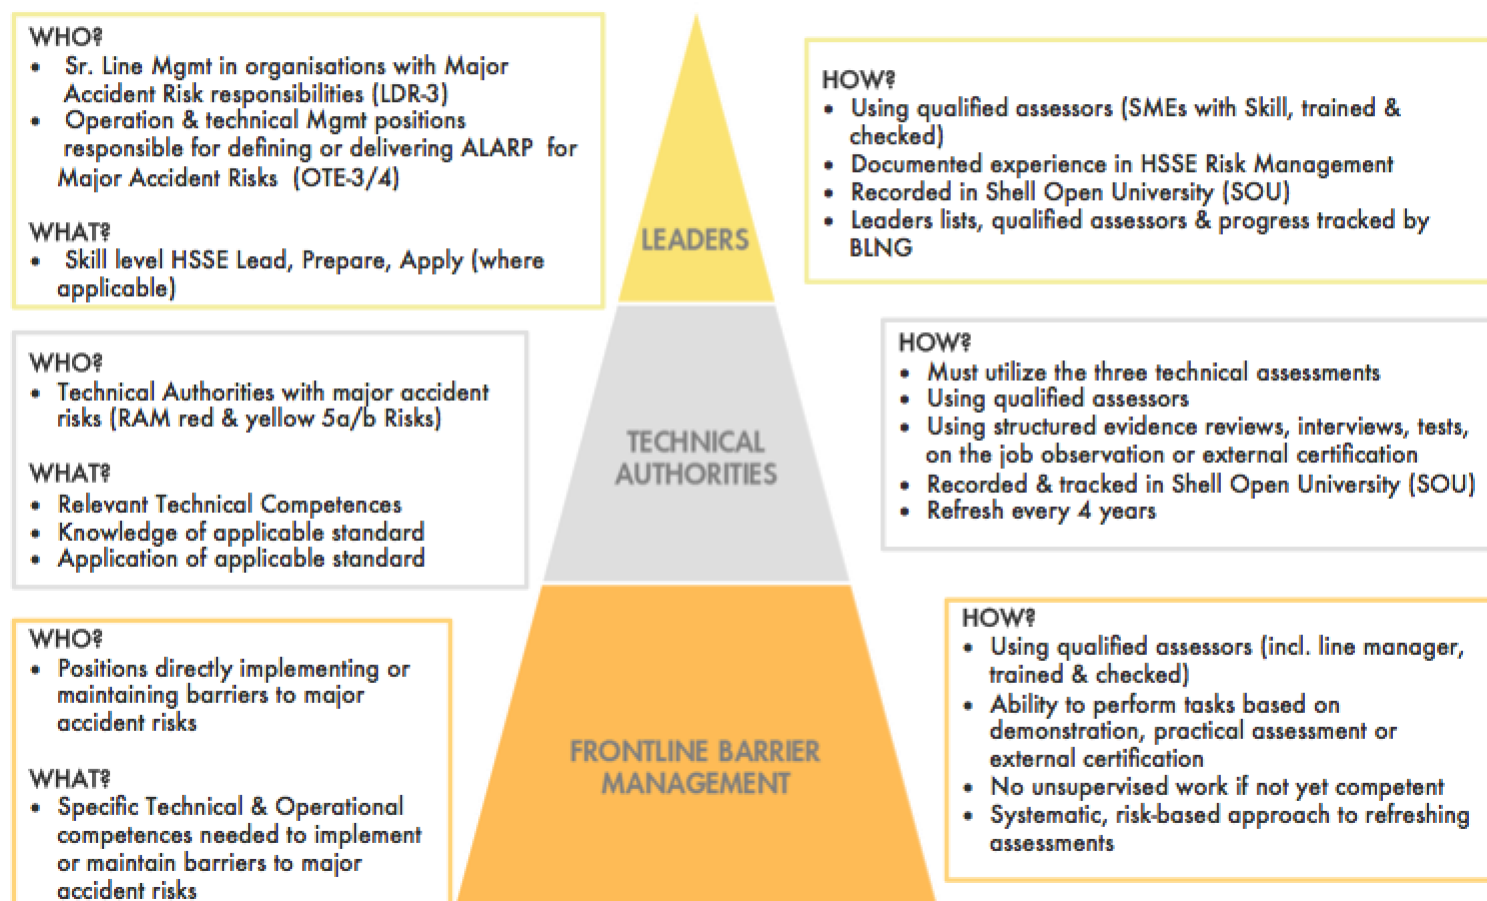 WHO?
• Sr. Line Mgmt in organisations with Major
Accident Risk responsibilities (LDR-3)
• Operation & technical Mgmt positions
responsible for defining or delivering ALARP for
Major Accident Risks (OTE-3/4)
WHAT?
• Skill level HSSE Lead, Prepare, Apply (where
applicable)
LEADERS
HOW?
• Using qualified assessors (SMEs with Skill, trained &
checked)
• Documented experience in HSSE Risk Management
• Recorded in Shell Open University (SOU)
• Leaders lists, qualified assessors & progress tracked by
BLNG
WHO?
• Technical Authorities with major accident
risks (RAM red & yellow 5a/b Risks)
WHAT?
• Relevant Technical Competences
• Knowledge of applicable standard
• Application of applicable standard
TECHNICAL
AUTHORITIES
HOW?
• Must utilize the three technical assessments
• Using qualified assessors
• Using structured evidence reviews, interviews, tests,
on the job observation or external certification
• Recorded & tracked in Shell Open University (SOU)
• Refresh every 4 years
WHO?
• Positions directly implementing or
maintaining barriers to major
accident risks
WHAT?
• Specific Technical & Operational
competences needed to implement
or maintain barriers to major
accident risks
FRONTLINE BARRIER
MANAGEMENT
HOW?
• Using qualified assessors (incl. line manager,
trained & checked)
• Ability to perform tasks based on
demonstration, practical assessment or
external certification
• No unsupervised work if not yet competent
• Systematic, risk-based approach to refreshing
assessments